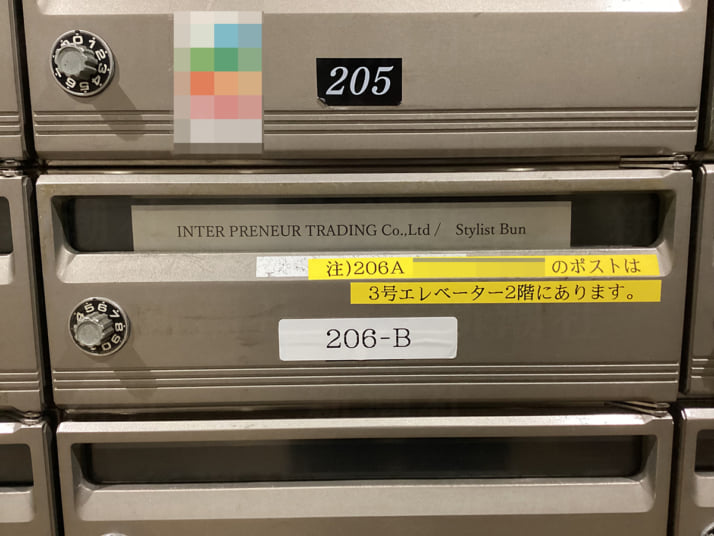 205
INTER PRENEUR TRADING Co.,Ltd / Stylist Bun
注)206A のポストは
3号エレベーター2階にあります。
206-B